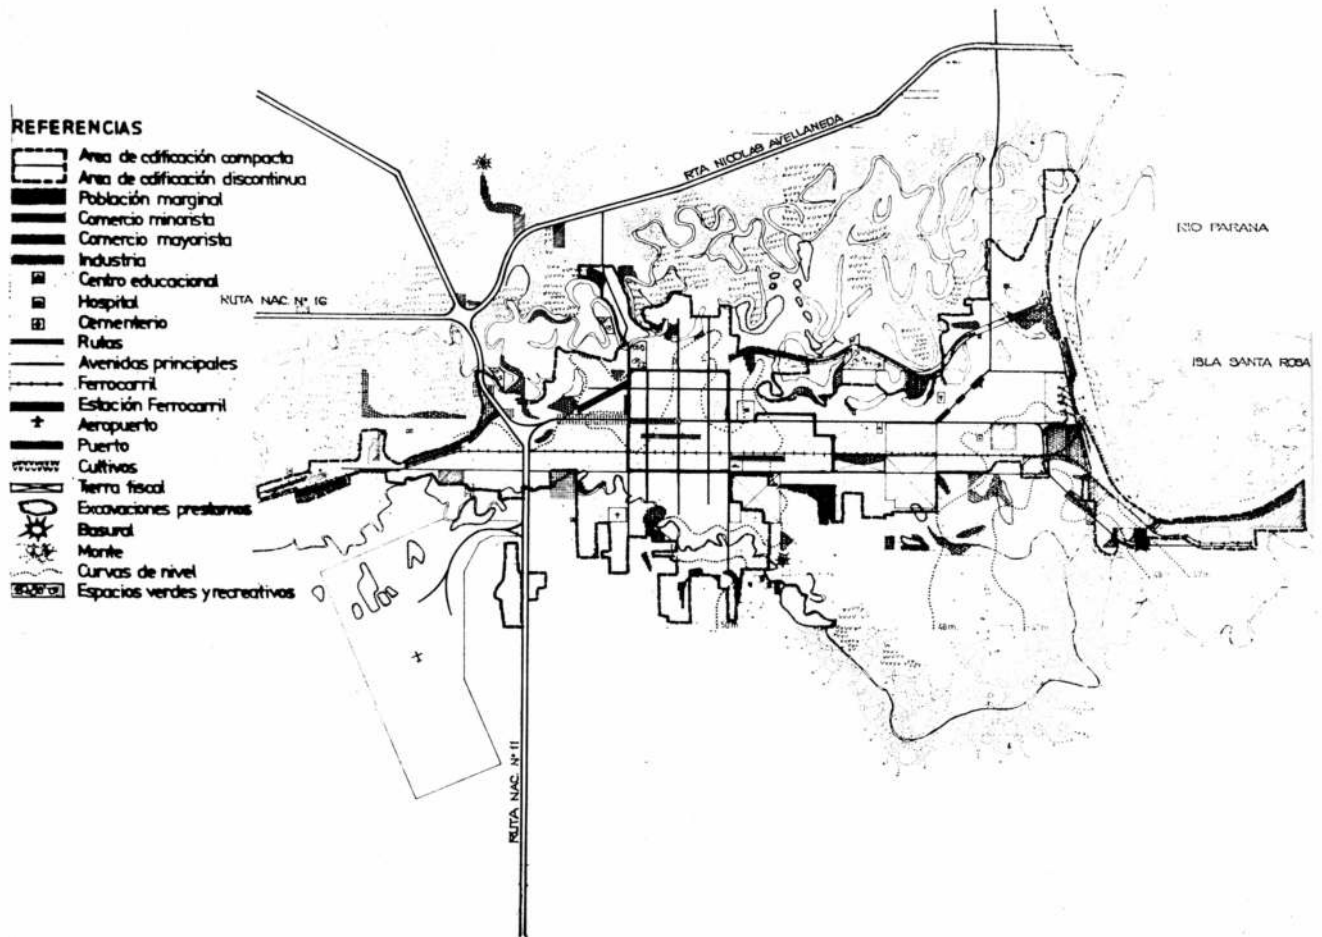 REFERENCIAS
Area de edificación compacta
Area de edificación discontinua
Población marginal
Comercio minorista
Comercio mayorista
Industria
Centro educacional
Hospital
Cementerio
Rutas
Avenidas principales
Ferrocarril
Estación Ferrocarril
Aeropuerto
Puerto
Cultivos
Tierra fiscal
Excavaciones prestamos
Basural
Monte
Curvas de nivel
Espacios verdes y recreativos
RTA NICOLAS AVELLANEDA
RUTA NAC. Nº 16
RIO PARANA
ISLA SANTA ROSA
RUTA NAC. Nº 11
50 m.
48 m.